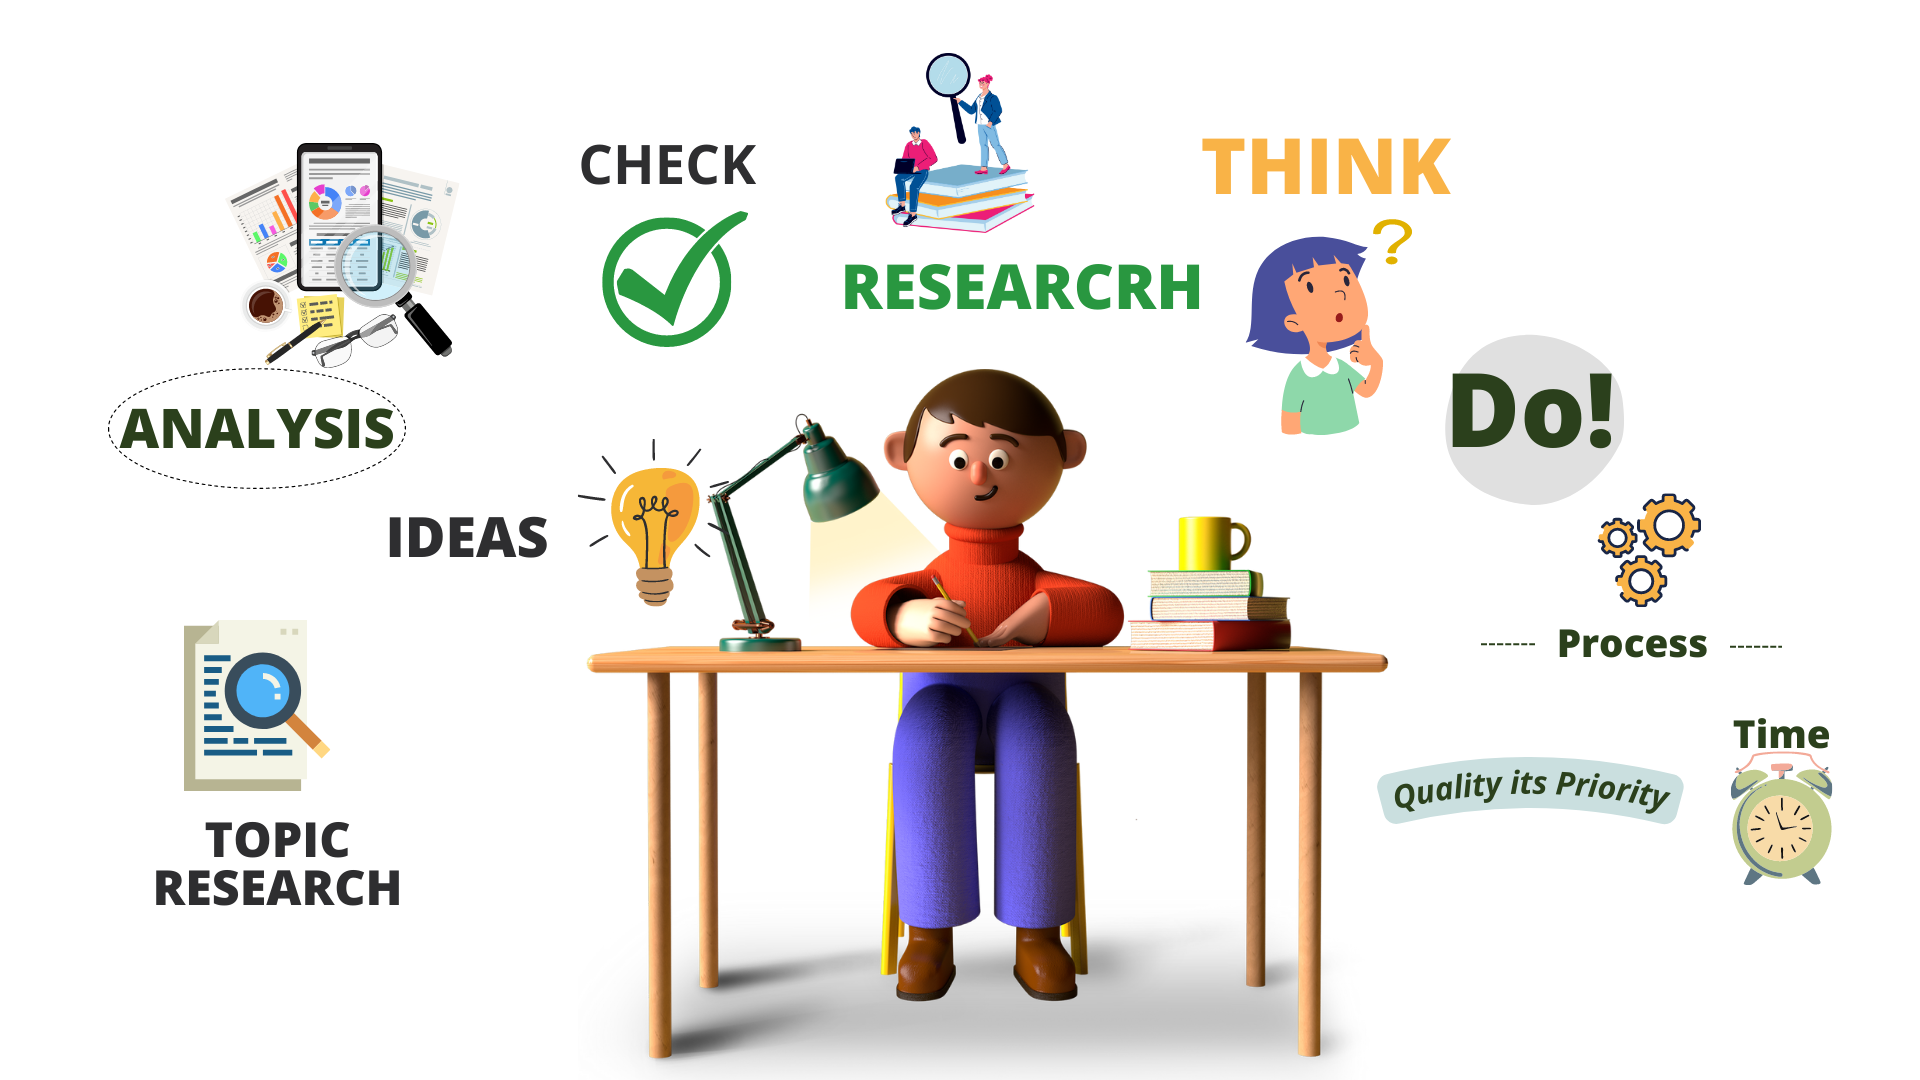 CHECK
THINK
RESEARCRH
?
Do!
ANALYSIS
IDEAS
Process
Time
Quality its Priority
TOPIC
RESEARCH